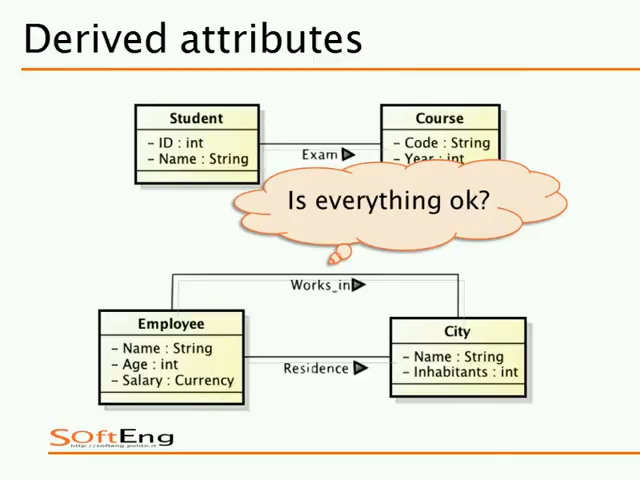 Derived attributes
Student
- ID : int
- Name : String
Exam
Course
- Code : String
- Year : int
Is everything ok?
Works_in
Employee
- Name : String
- Age : int
- Salary : Currency
Residence
City
- Name : String
- Inhabitants : int
SOftEng
http://softeng.polito.it